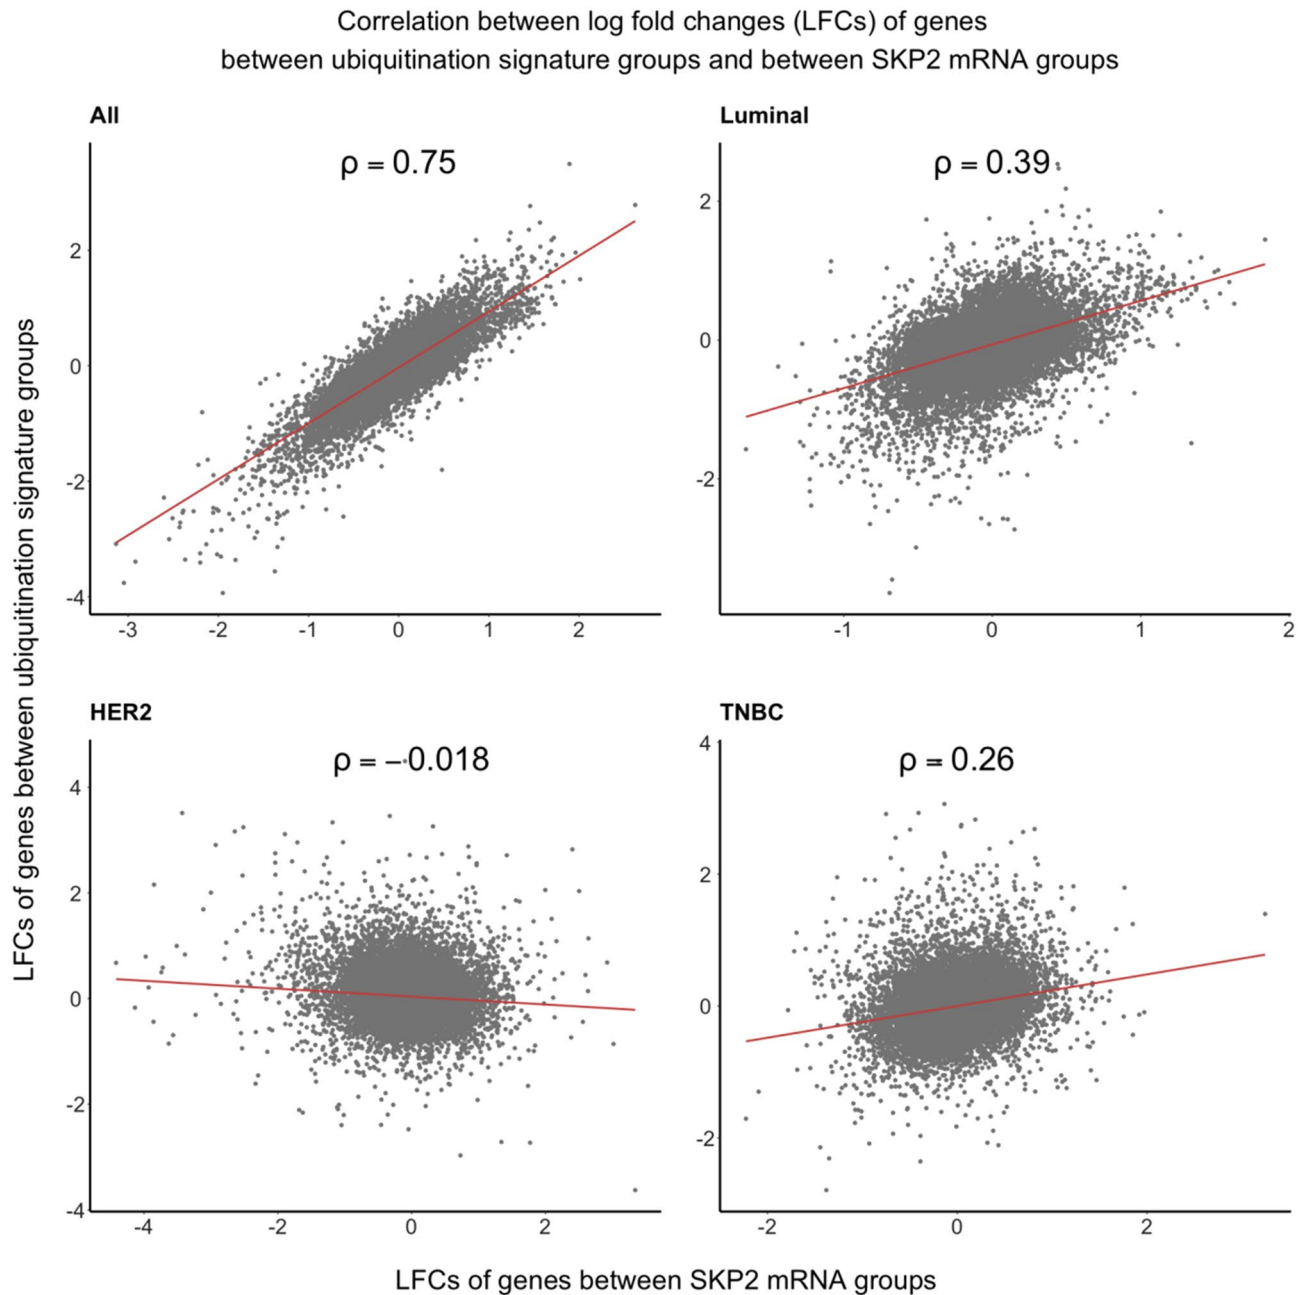 Correlation between log fold changes (LFCs) of genes
between ubiquitination signature groups and between SKP2 mRNA groups
LFCs of genes between ubiquitination signature groups
All
ρ = 0.75
2
0
-2
-4
-3 -2 -1 0 1 2
Luminal
ρ = 0.39
2
0
-2
-1 0 1 2
HER2
ρ = –0.018
4
2
0
-2
-4
-4 -2 0 2
TNBC
ρ = 0.26
4
2
0
-2
-2 0 2
LFCs of genes between SKP2 mRNA groups